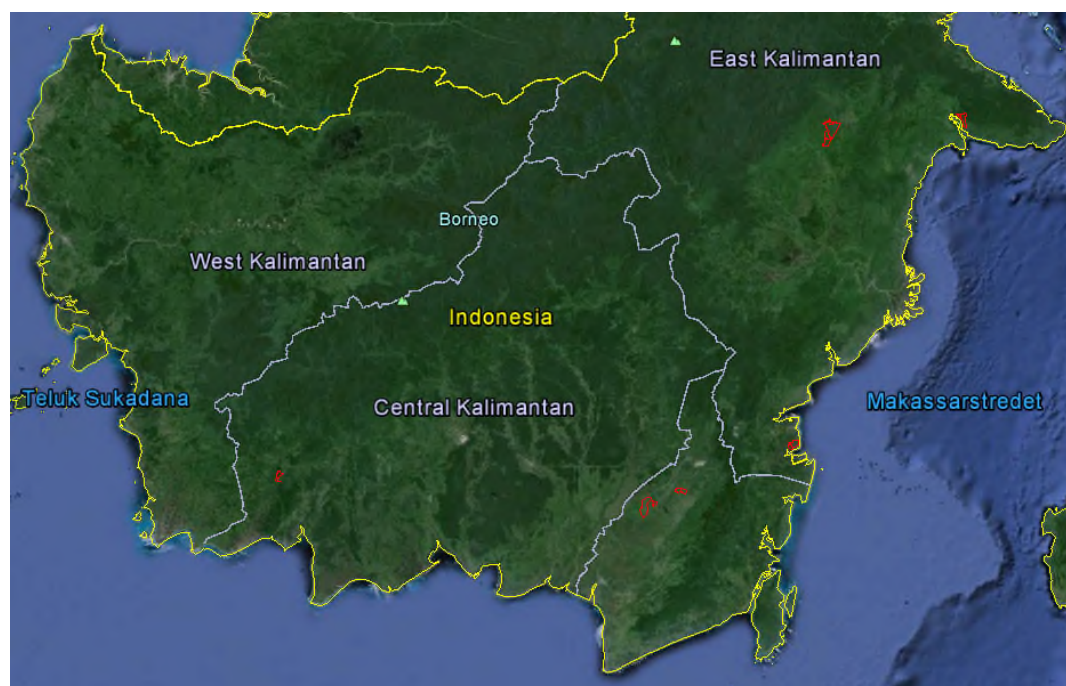 East Kalimantan
Borneo
West Kalimantan
Indonesia
Teluk Sukadana
Makassarstredet
Central Kalimantan